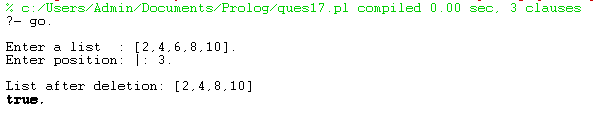 % c:/Users/Admin/Documents/Prolog/ques17.pl compiled 0.00 sec, 3 clauses
?- go.
Enter a list  : [2,4,6,8,10].
Enter position: |: 3.
List after deletion: [2,4,8,10]
true.